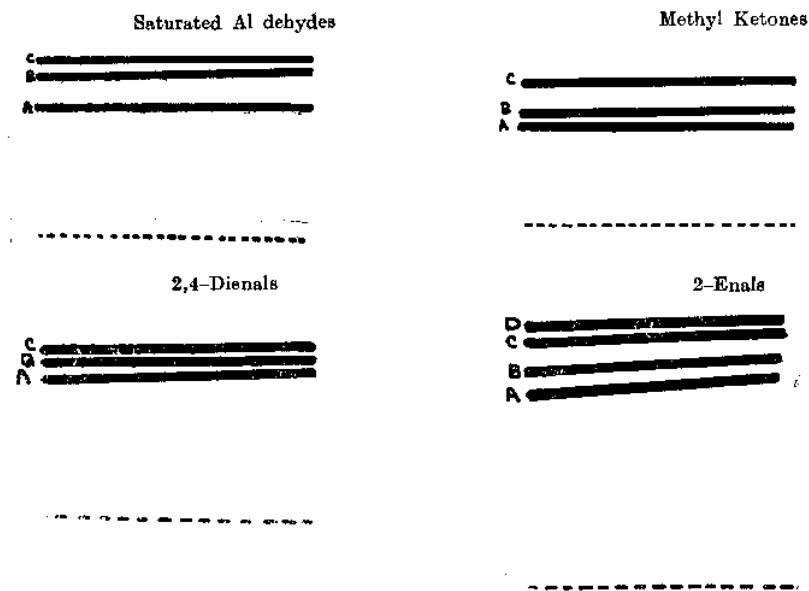 Saturated Al dehydes
C
B
A
Methyl Ketones
C
B
A
2,4–Dienals
C
B
A
2–Enals
D
C
B
A